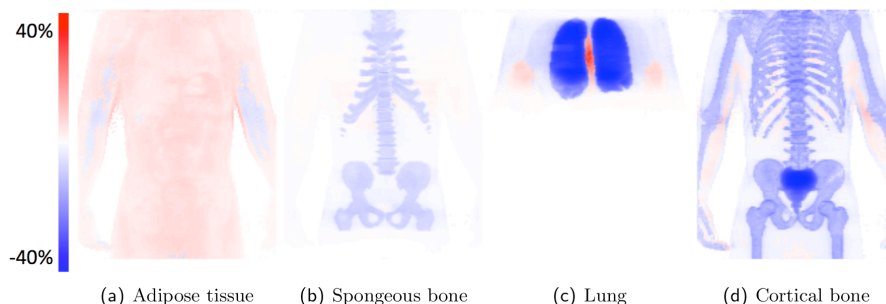 40%
-40%
(a) Adipose tissue
(b) Spongeous bone
(c) Lung
(d) Cortical bone